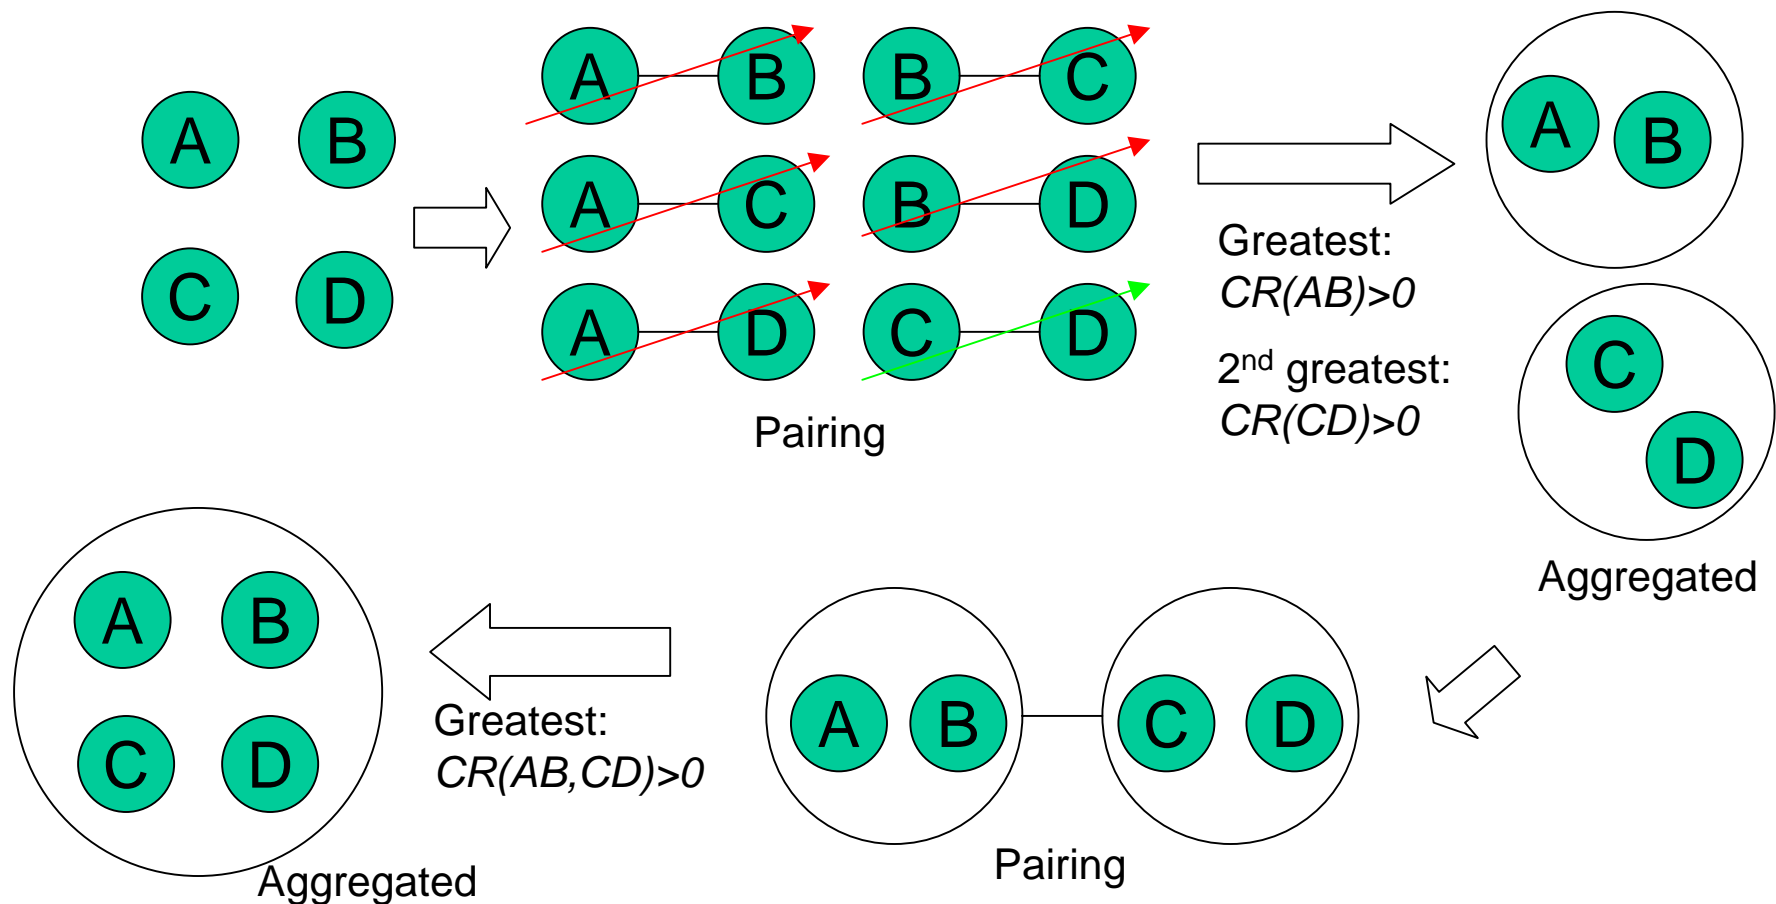 A B
C D
A B B C
A C B D
A D C D
Pairing
Greatest:
CR(AB)>0
2nd greatest:
CR(CD)>0
A B
C
D
Aggregated
A B C D
Pairing
Greatest:
CR(AB,CD)>0
A B
C D
Aggregated